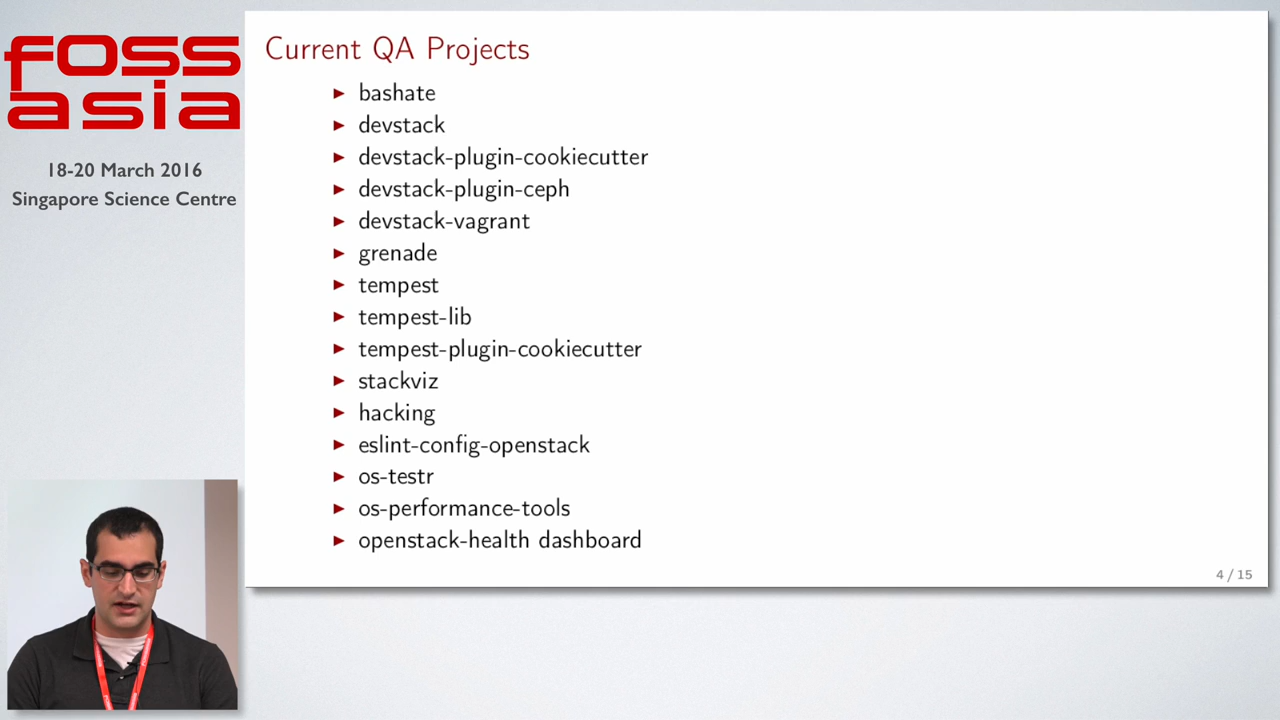 fOSS
asia
18-20 March 2016
Singapore Science Centre
Current QA Projects
bashate
devstack
devstack-plugin-cookiecutter
devstack-plugin-ceph
devstack-vagrant
grenade
tempest
tempest-lib
tempest-plugin-cookiecutter
stackviz
hacking
eslint-config-openstack
os-testr
os-performance-tools
openstack-health dashboard
4 / 15